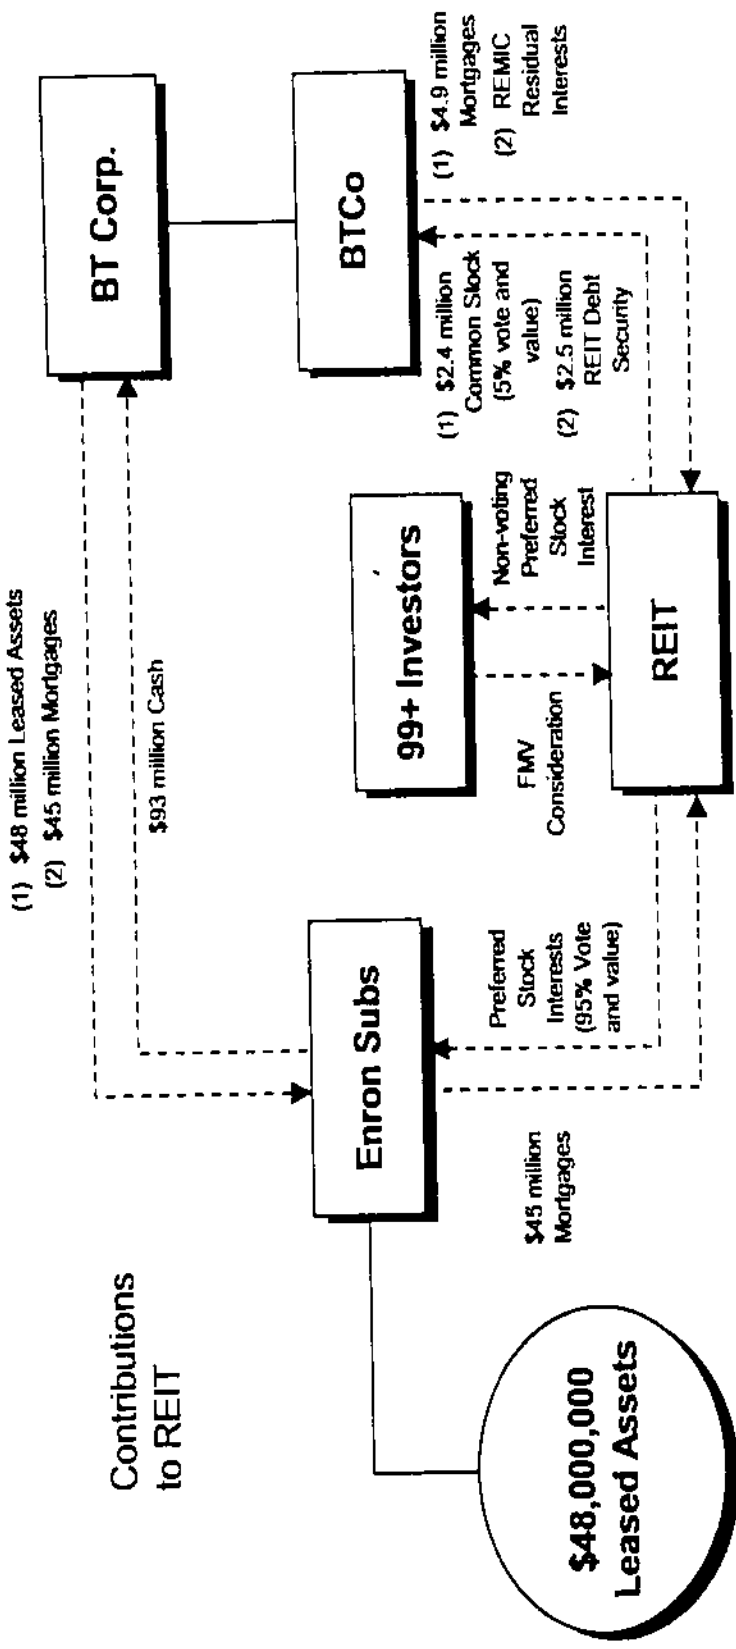 Contributions
to REIT
(1) $48 million Leased Assets
(2) $45 million Mortgages
$93 million Cash
BT Corp.
BTCo
(1) $4.9 million
Mortgages
(2) REMIC
Residual
Interests
(1) $2.4 million
Common Stock
(5% vote and
value)
(2) $2.5 million
REIT Debt
Security
99+ Investors
Non-voting
Preferred
Stock
Interest
FMV
Consideration
REIT
Enron Subs
Preferred
Stock
Interests
(95% Vote
and value)
$45 million
Mortgages
$48,000,000
Leased Assets